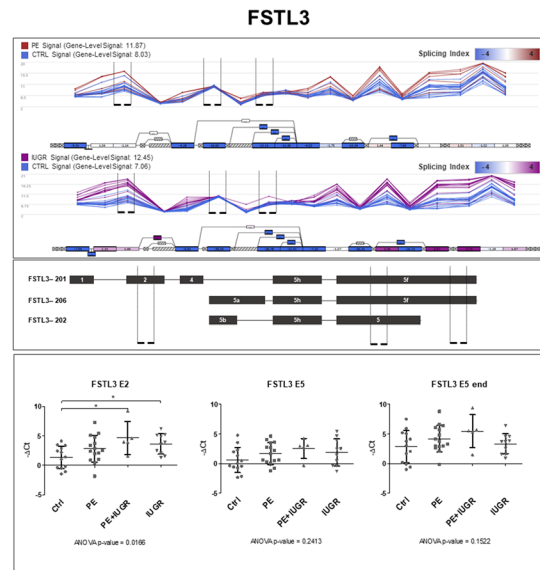 FSTL3
PE Signal (Gene-Level Signal: 11.87)
CTRL Signal (Gene-Level Signal: 8.03)
Splicing Index
-4
4
IUGR Signal (Gene-Level Signal: 12.45)
CTRL Signal (Gene-Level Signal: 7.06)
Splicing Index
-4
4
FSTL3– 201
1
2
4
5h
5f
FSTL3– 206
5a
5h
5f
FSTL3– 202
5b
5h
5
FSTL3 E2
FSTL3 E5
FSTL3 E5 end
-ΔCt
10
5
0
5
*
*
Ctrl
PE
PE+IUGR
IUGR
ANOVA p-value = 0.0166
-ΔCt
10
5
0
5
Ctrl
PE
PE+IUGR
IUGR
ANOVA p-value = 0.2413
-ΔCt
10
5
0
5
Ctrl
PE
PE+IUGR
IUGR
ANOVA p-value = 0.1522